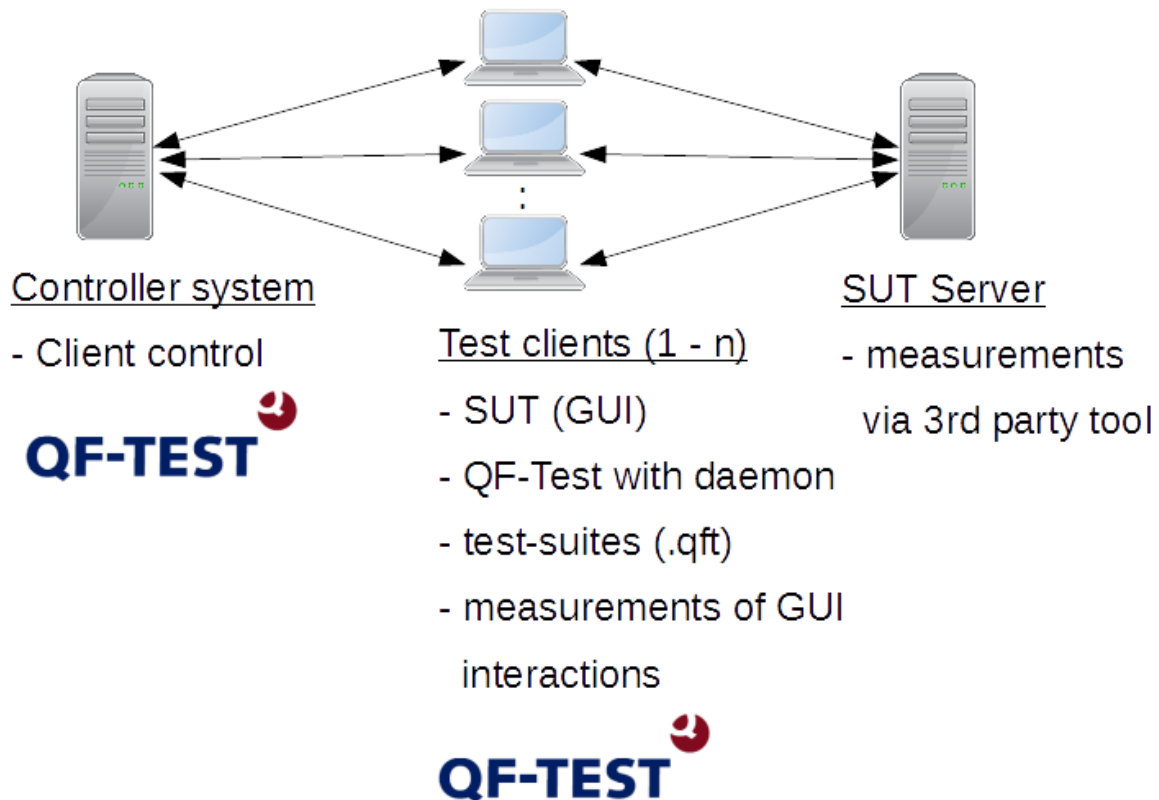 Controller system
- Client control
QF-TEST
:
Test clients (1 - n)
- SUT (GUI)
- QF-Test with daemon
- test-suites (.qft)
- measurements of GUI
interactions
QF-TEST
SUT Server
- measurements
via 3rd party tool